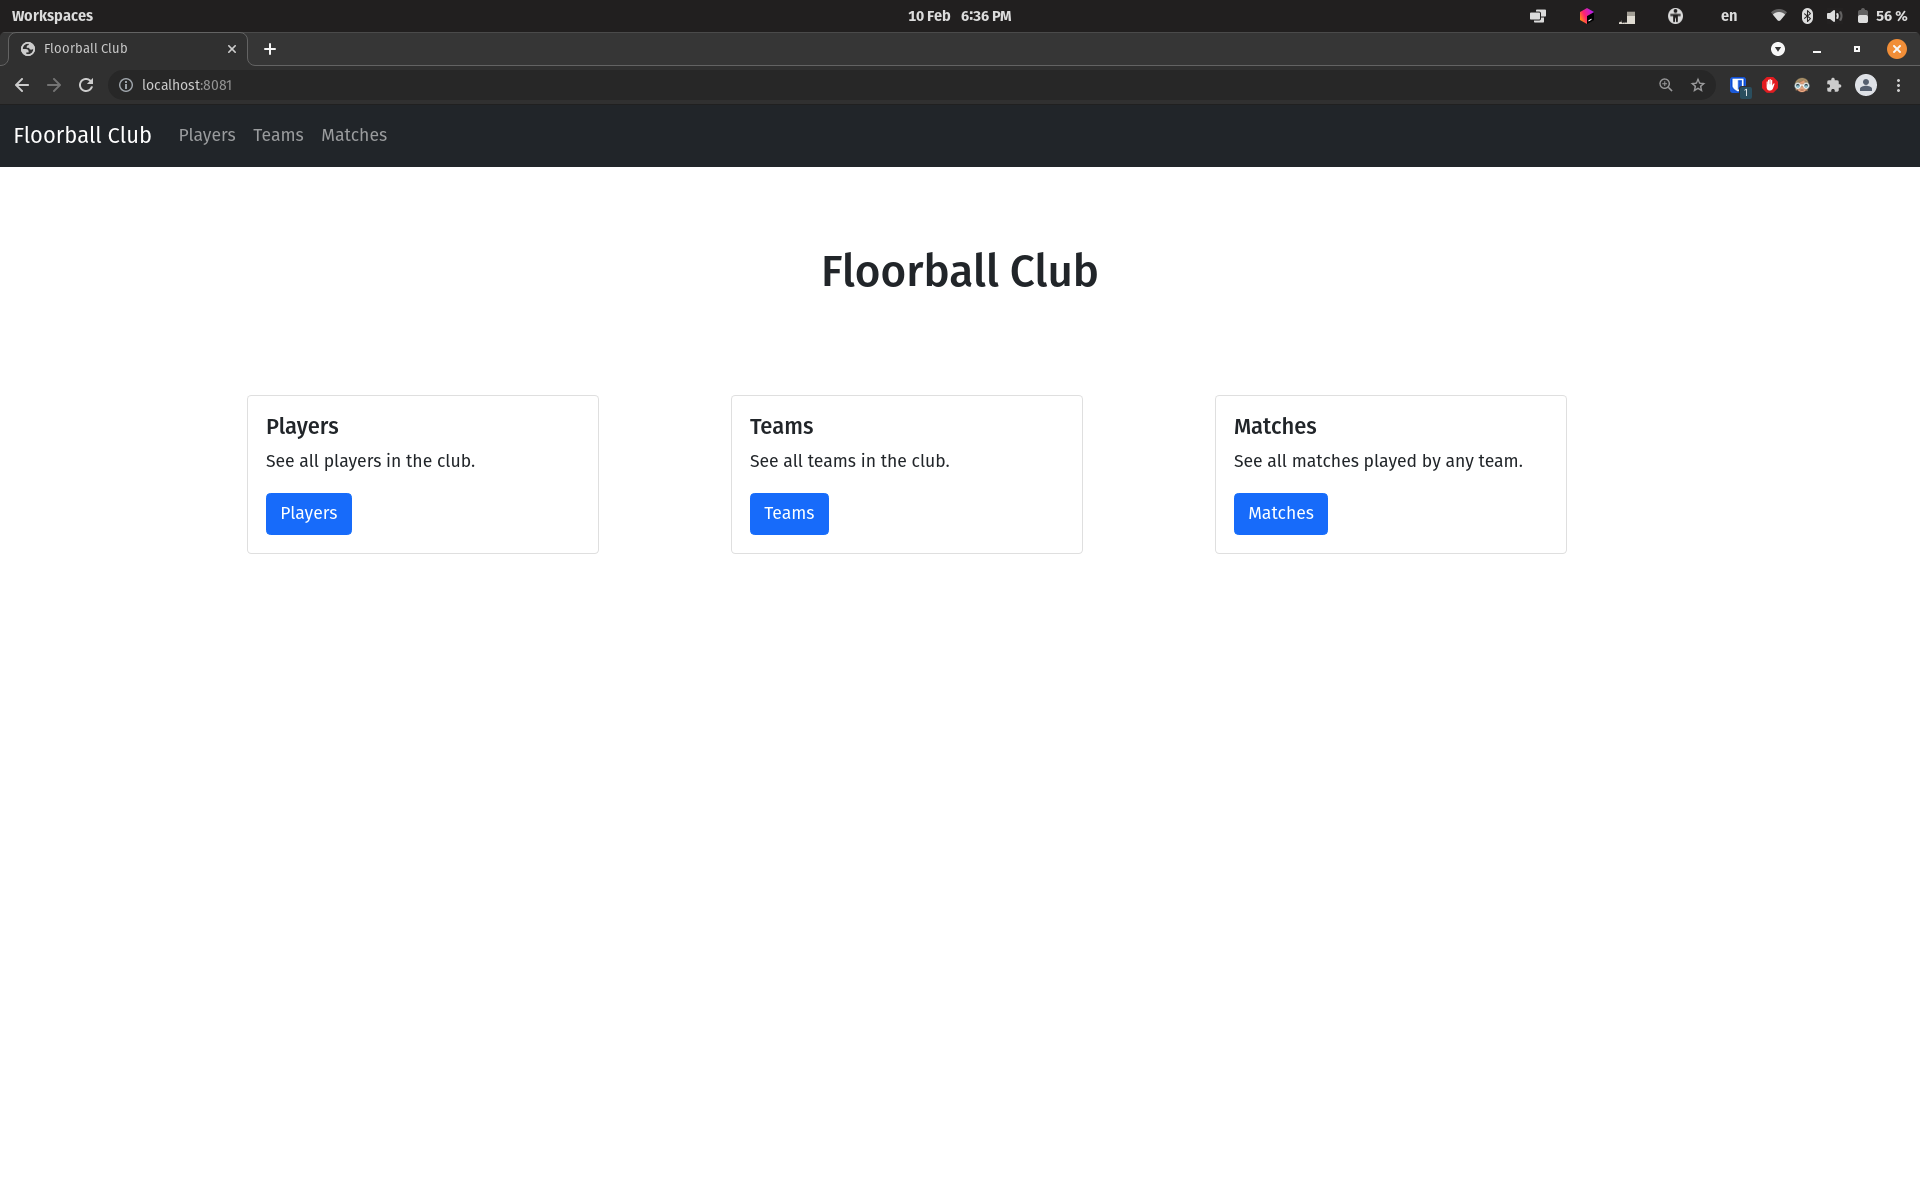 Workspaces 10 Feb 6:36 PM en 56 %
Floorball Club
localhost:8081 1
Floorball Club Players Teams Matches
Floorball Club
Players
See all players in the club.
Players
Teams
See all teams in the club.
Teams
Matches
See all matches played by any team.
Matches